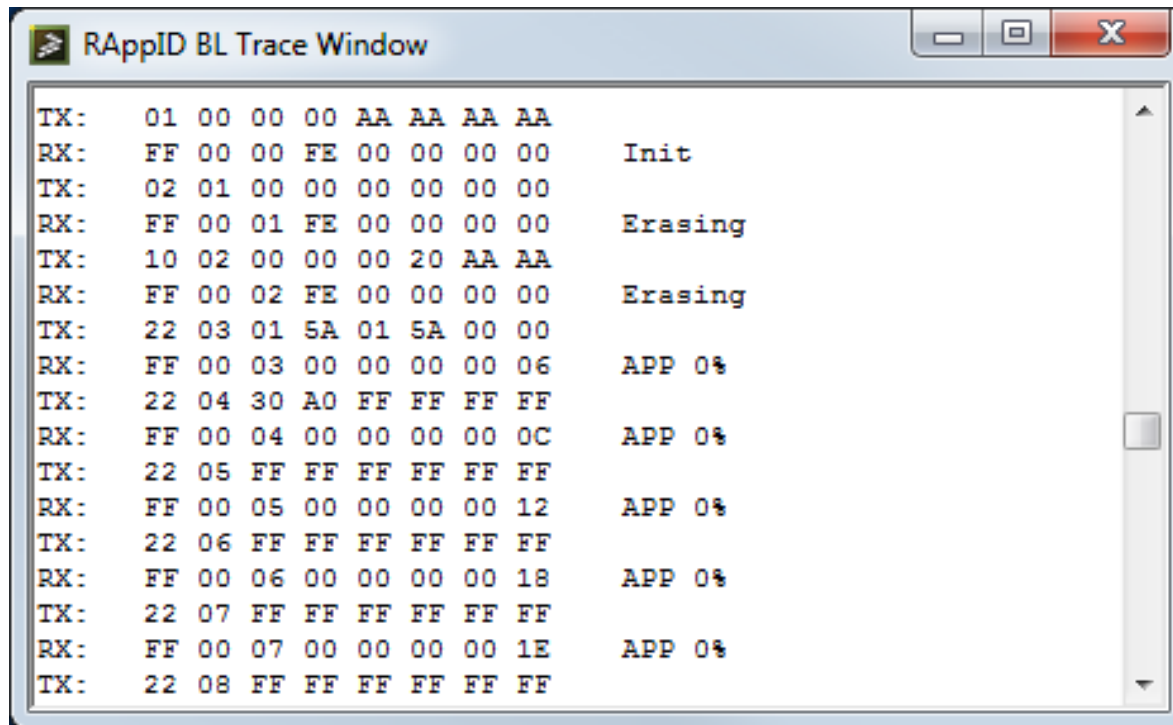 RAppID BL Trace Window
TX: 01 00 00 00 AA AA AA AA
RX: FF 00 00 FE 00 00 00 00 Init
TX: 02 01 00 00 00 00 00 00
RX: FF 00 01 FE 00 00 00 00 Erasing
TX: 10 02 00 00 00 20 AA AA
RX: FF 00 02 FE 00 00 00 00 Erasing
TX: 22 03 01 5A 01 5A 00 00
RX: FF 00 03 00 00 00 00 06 APP 0%
TX: 22 04 30 A0 FF FF FF FF
RX: FF 00 04 00 00 00 00 0C APP 0%
TX: 22 05 FF FF FF FF FF FF
RX: FF 00 05 00 00 00 00 12 APP 0%
TX: 22 06 FF FF FF FF FF FF
RX: FF 00 06 00 00 00 00 18 APP 0%
TX: 22 07 FF FF FF FF FF FF
RX: FF 00 07 00 00 00 00 1E APP 0%
TX: 22 08 FF FF FF FF FF FF